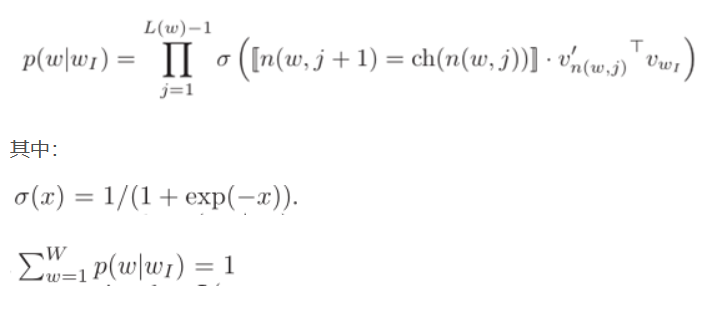 p(w|w_I) = ∏_{j=1}^{L(w)−1} σ(⟦n(w, j + 1) = ch(n(w, j))⟧ · v′_{n(w,j)}^⊤ v_{w_I})
其中：
σ(x) = 1/(1 + exp(−x)).
∑_{w=1}^{W} p(w|w_I) = 1